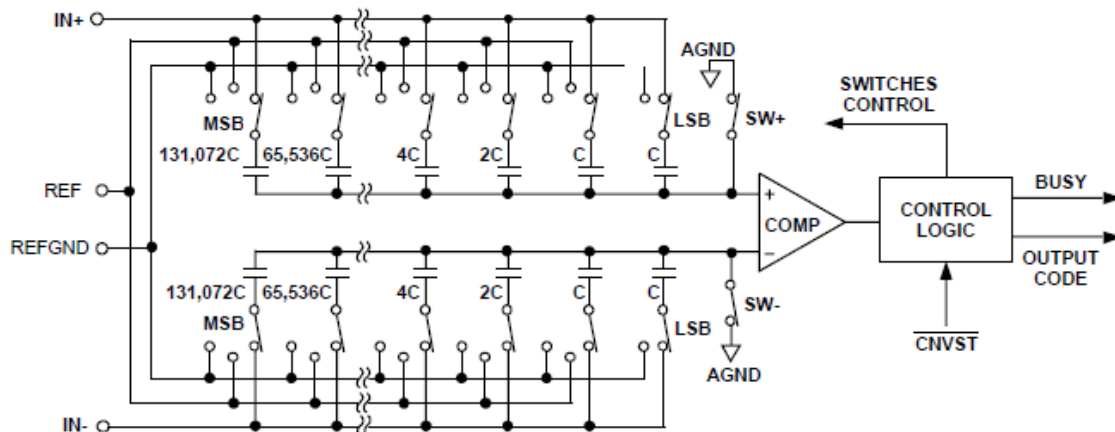 IN+
AGND
SWITCHES
CONTROL
MSB
LSB
SW+
131,072C
65,536C
4C
2C
C
C
REF
BUSY
+
COMP
CONTROL
LOGIC
REFGND
−
OUTPUT
CODE
131,072C
65,536C
4C
2C
C
C
SW-
MSB
LSB
CNVST
AGND
IN-